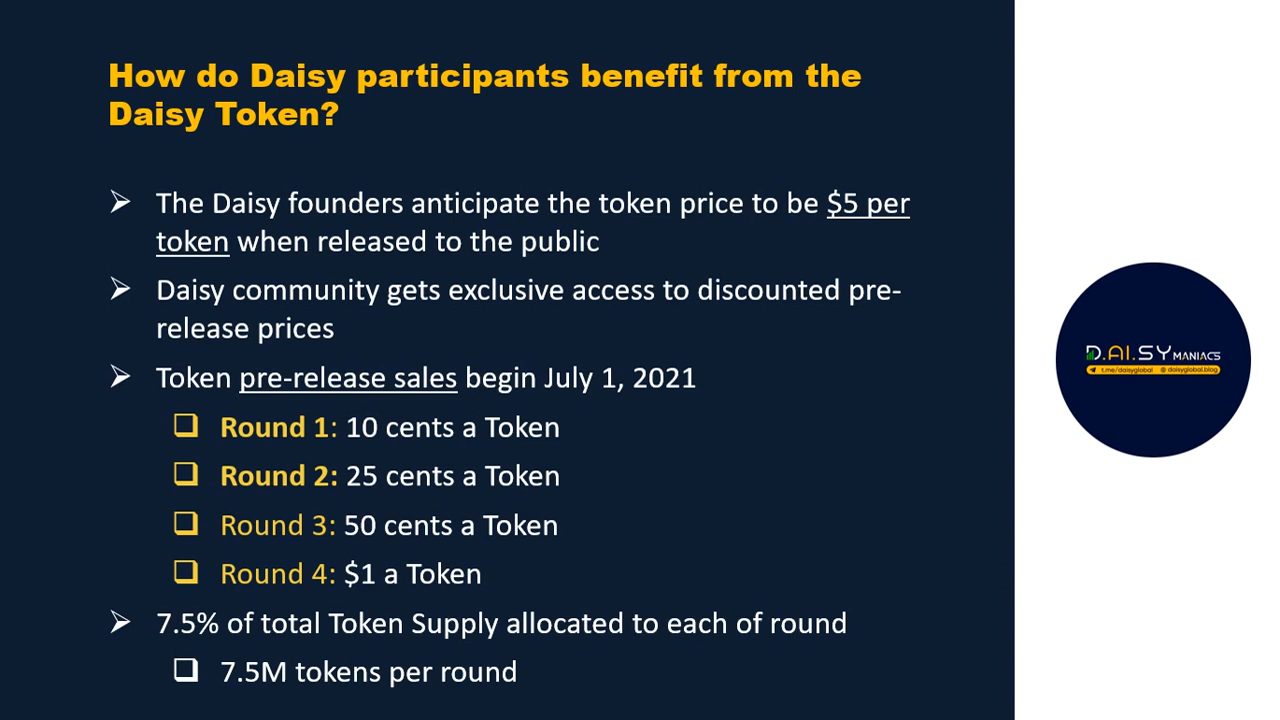 How do Daisy participants benefit from the
Daisy Token?
➢ The Daisy founders anticipate the token price to be $5 per
token when released to the public
➢ Daisy community gets exclusive access to discounted pre-
release prices
➢ Token pre-release sales begin July 1, 2021
❑ Round 1: 10 cents a Token
❑ Round 2: 25 cents a Token
❑ Round 3: 50 cents a Token
❑ Round 4: $1 a Token
➢ 7.5% of total Token Supply allocated to each of round
❑ 7.5M tokens per round
D.AI.SY MANIACS
t.me/daisyglobal @ daisyglobal.blog